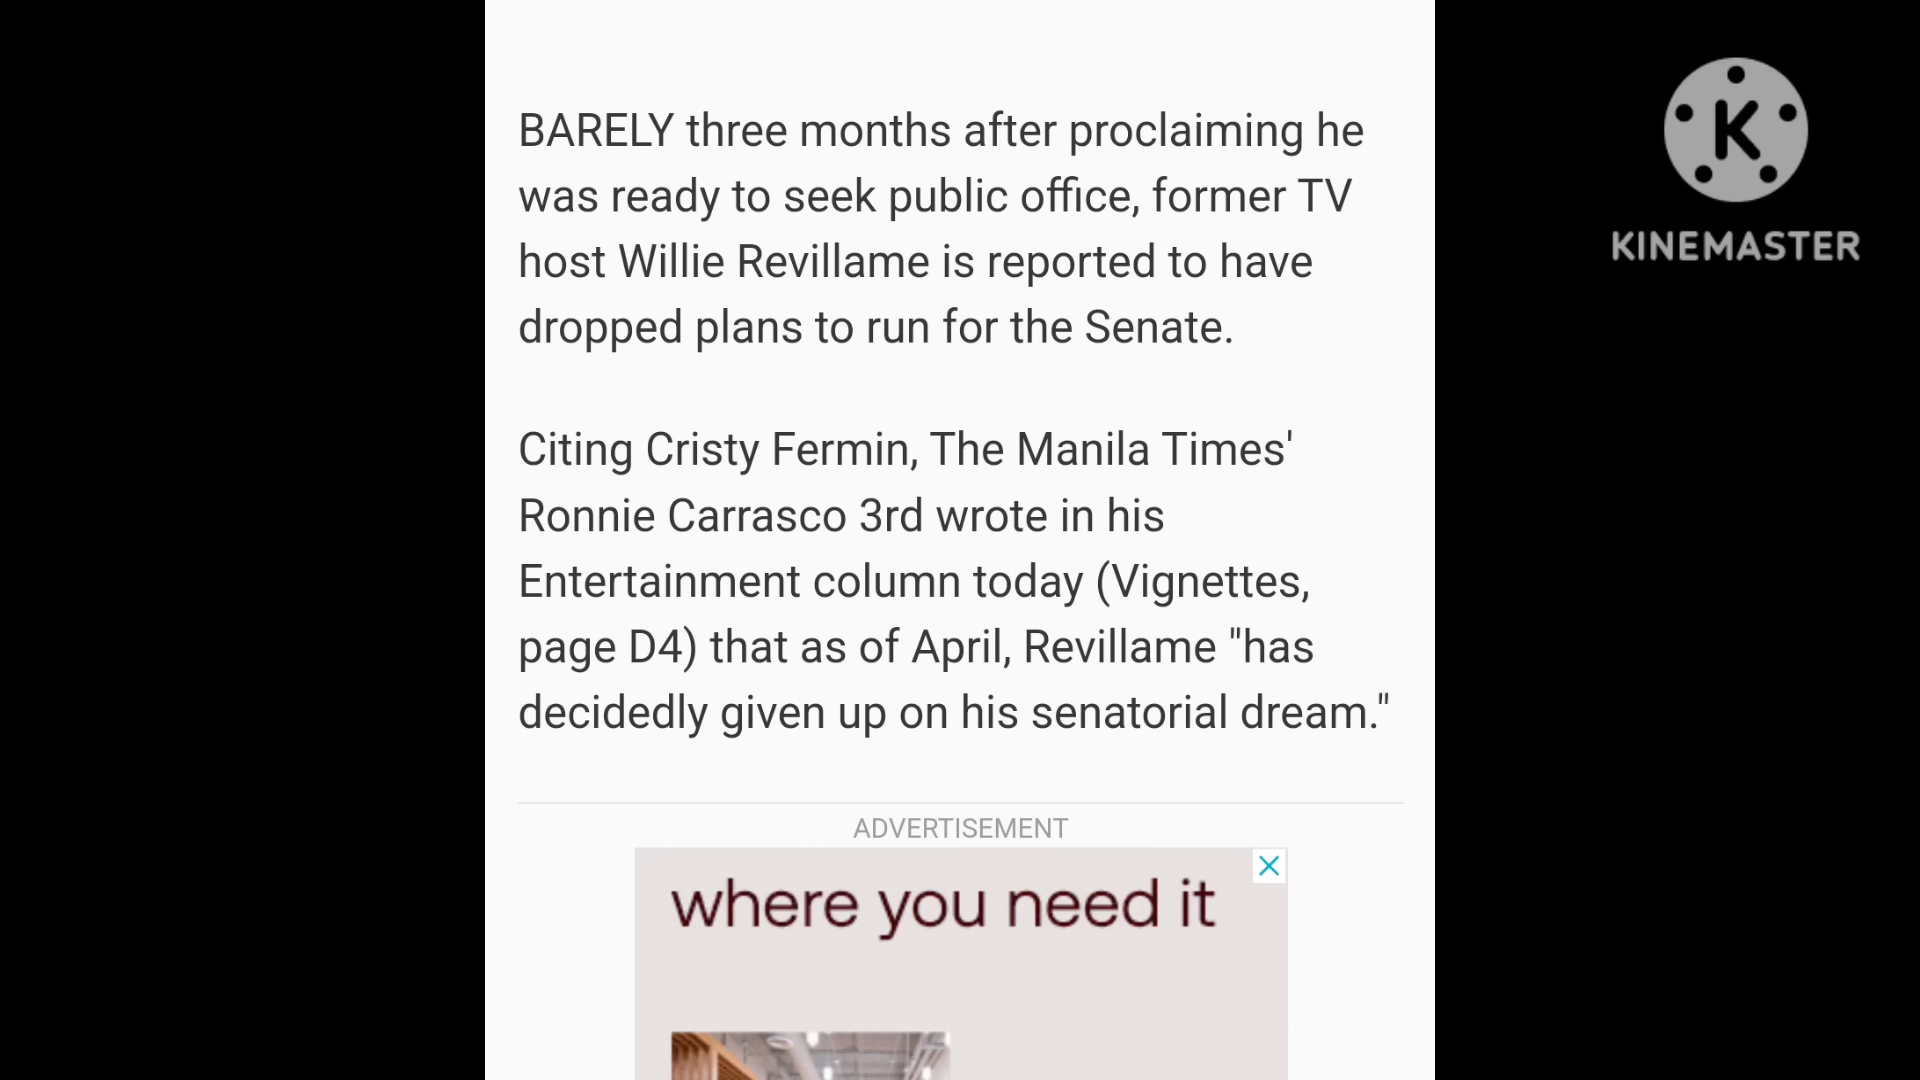 BARELY three months after proclaiming he
was ready to seek public office, former TV
host Willie Revillame is reported to have
dropped plans to run for the Senate.
Citing Cristy Fermin, The Manila Times'
Ronnie Carrasco 3rd wrote in his
Entertainment column today (Vignettes,
page D4) that as of April, Revillame "has
decidedly given up on his senatorial dream."
ADVERTISEMENT
where you need it
K
KINEMASTER